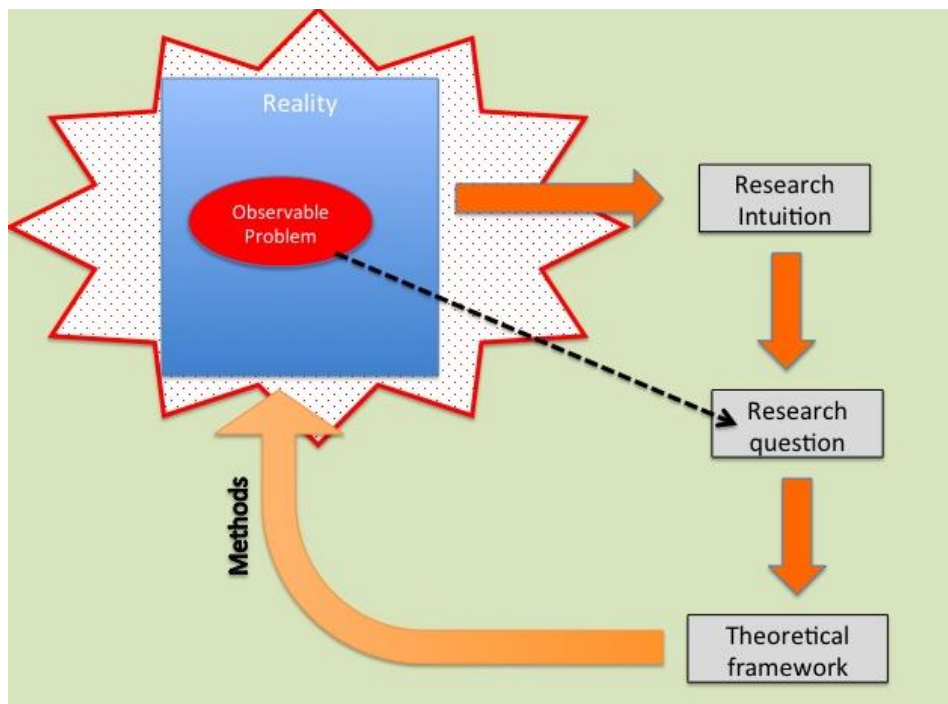 Reality
Observable
Problem
Research
Intuition
Research
question
Methods
Theoretical
framework